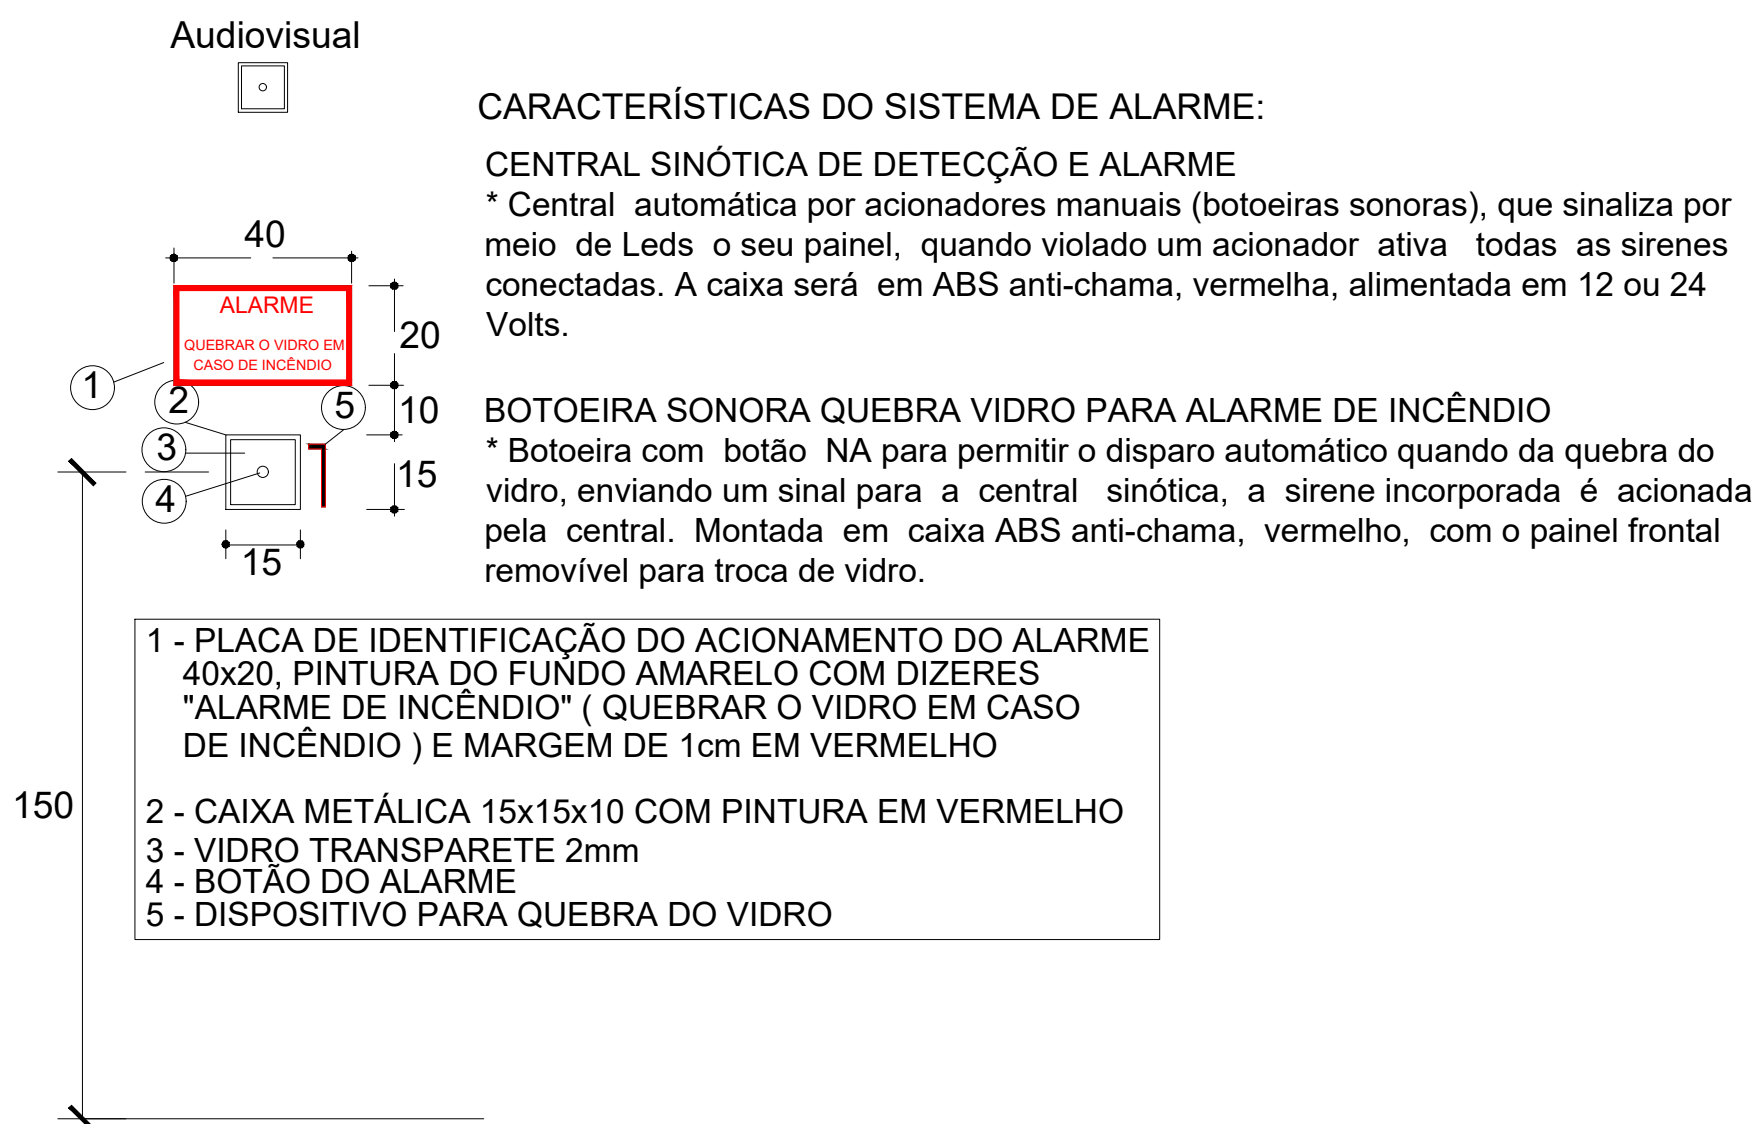 Audiovisual
CARACTERÍSTICAS DO SISTEMA DE ALARME:
CENTRAL SINÓTICA DE DETECÇÃO E ALARME
* Central automática por acionadores manuais (botoeiras sonoras), que sinaliza por
meio de Leds o seu painel, quando violado um acionador ativa todas as sirenes
conectadas. A caixa será em ABS anti-chama, vermelha, alimentada em 12 ou 24
Volts.
40
ALARME
QUEBRAR O VIDRO EM
CASO DE INCÊNDIO
20
1
2
5
10
3
4
15
15
BOTOEIRA SONORA QUEBRA VIDRO PARA ALARME DE INCÊNDIO
* Botoeira com botão NA para permitir o disparo automático quando da quebra do
vidro, enviando um sinal para a central sinótica, a sirene incorporada é acionada
pela central. Montada em caixa ABS anti-chama, vermelho, com o painel frontal
removível para troca de vidro.
1 - PLACA DE IDENTIFICAÇÃO DO ACIONAMENTO DO ALARME
40x20, PINTURA DO FUNDO AMARELO COM DIZERES
"ALARME DE INCÊNDIO" ( QUEBRAR O VIDRO EM CASO
DE INCÊNDIO ) E MARGEM DE 1cm EM VERMELHO
150
2 - CAIXA METÁLICA 15x15x10 COM PINTURA EM VERMELHO
3 - VIDRO TRANSPARETE 2mm
4 - BOTÃO DO ALARME
5 - DISPOSITIVO PARA QUEBRA DO VIDRO